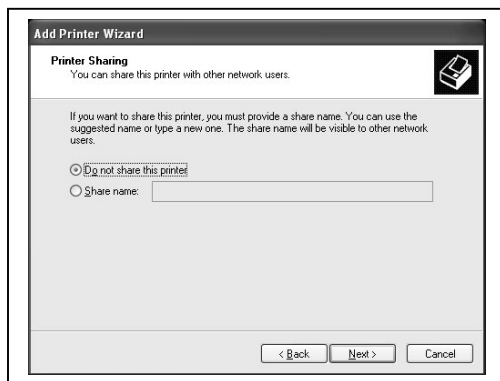 Add Printer Wizard
Printer Sharing
You can share this printer with other network users.
If you want to share this printer, you must provide a share name. You can use the
suggested name or type a new one. The share name will be visible to other network
users.
Do not share this printer
Share name:
< Back Next > Cancel